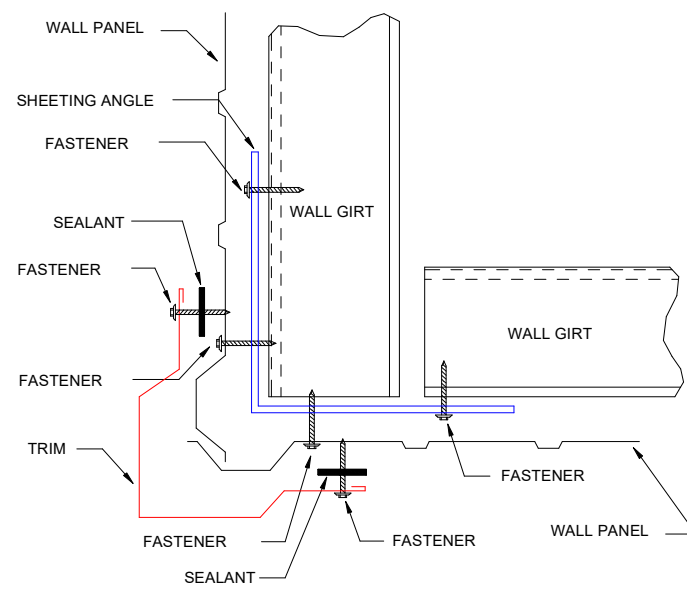 WALL PANEL
SHEETING ANGLE
FASTENER
WALL GIRT
SEALANT
FASTENER
WALL GIRT
FASTENER
TRIM
FASTENER
WALL PANEL
FASTENER
FASTENER
SEALANT